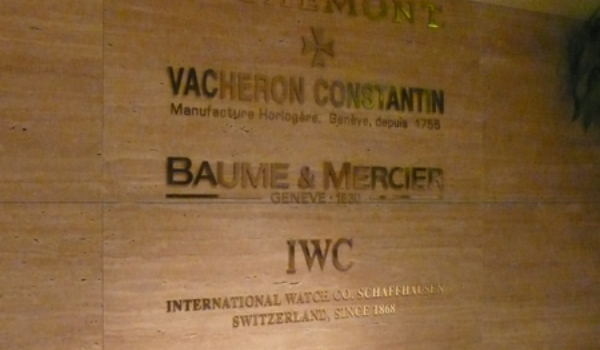 RICHEMONT
VACHERON CONSTANTIN
Manufacture Horlogère, Genève, depuis 1755
BAUME & MERCIER
GENEVE · 1830
IWC
INTERNATIONAL WATCH CO. SCHAFFHAUSEN
SWITZERLAND, SINCE 1868